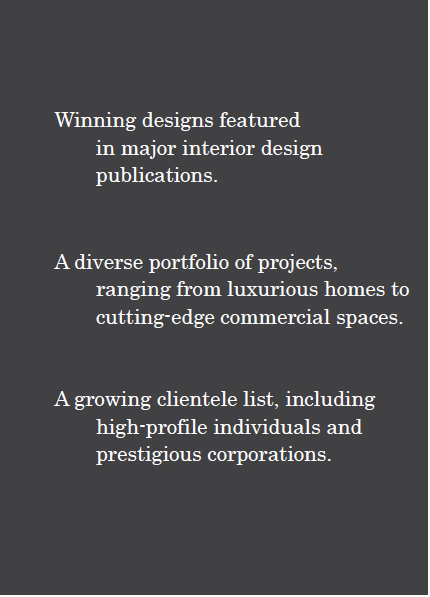 Winning designs featured
in major interior design
publications.
A diverse portfolio of projects,
ranging from luxurious homes to
cutting-edge commercial spaces.
A growing clientele list, including
high-profile individuals and
prestigious corporations.